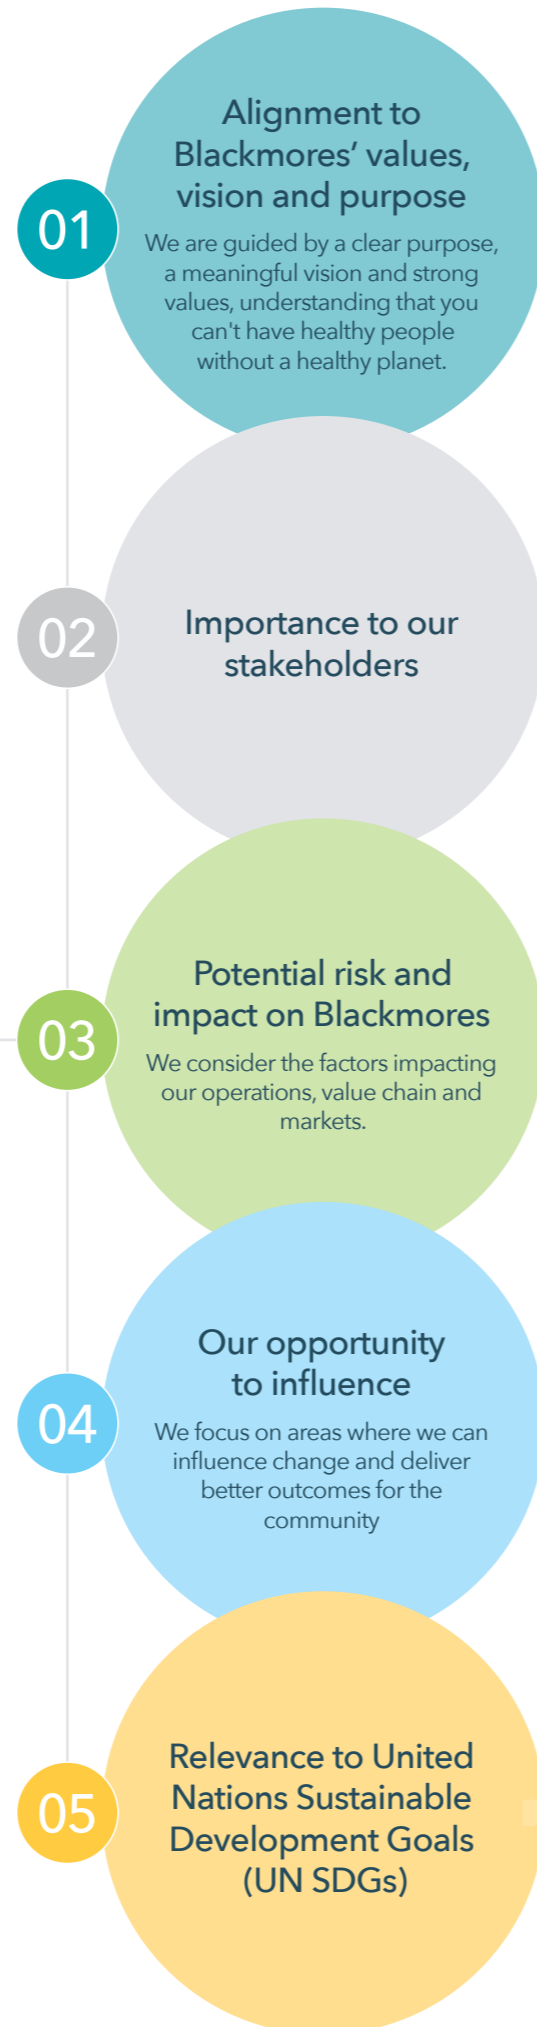 01
Alignment to
Blackmores’ values,
vision and purpose
We are guided by a clear purpose,
a meaningful vision and strong
values, understanding that you
can't have healthy people
without a healthy planet.
02
Importance to our
stakeholders
03
Potential risk and
impact on Blackmores
We consider the factors impacting
our operations, value chain and
markets.
04
Our opportunity
to influence
We focus on areas where we can
influence change and deliver
better outcomes for the
community
05
Relevance to United
Nations Sustainable
Development Goals
(UN SDGs)